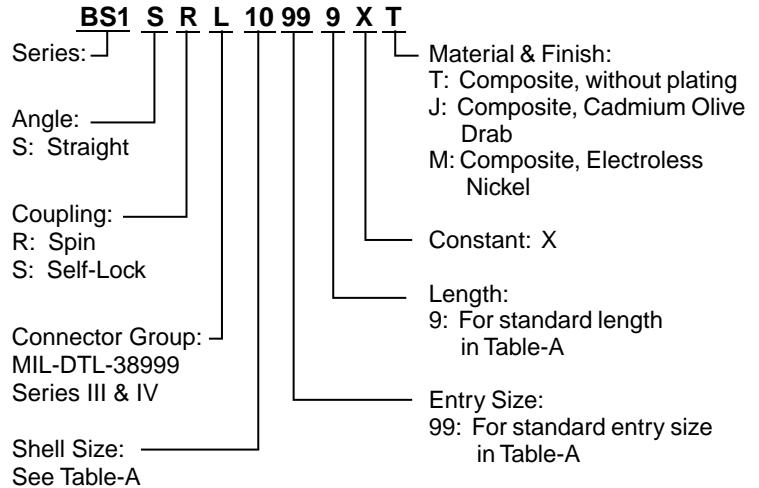 BS1 S R L 10 99 9 X T
Series:
Angle:
S: Straight
Coupling:
R: Spin
S: Self-Lock
Connector Group:
MIL-DTL-38999
Series III & IV
Shell Size:
See Table-A
Material & Finish:
T: Composite, without plating
J: Composite, Cadmium Olive
Drab
M: Composite, Electroless
Nickel
Constant: X
Length:
9: For standard length
in Table-A
Entry Size:
99: For standard entry size
in Table-A